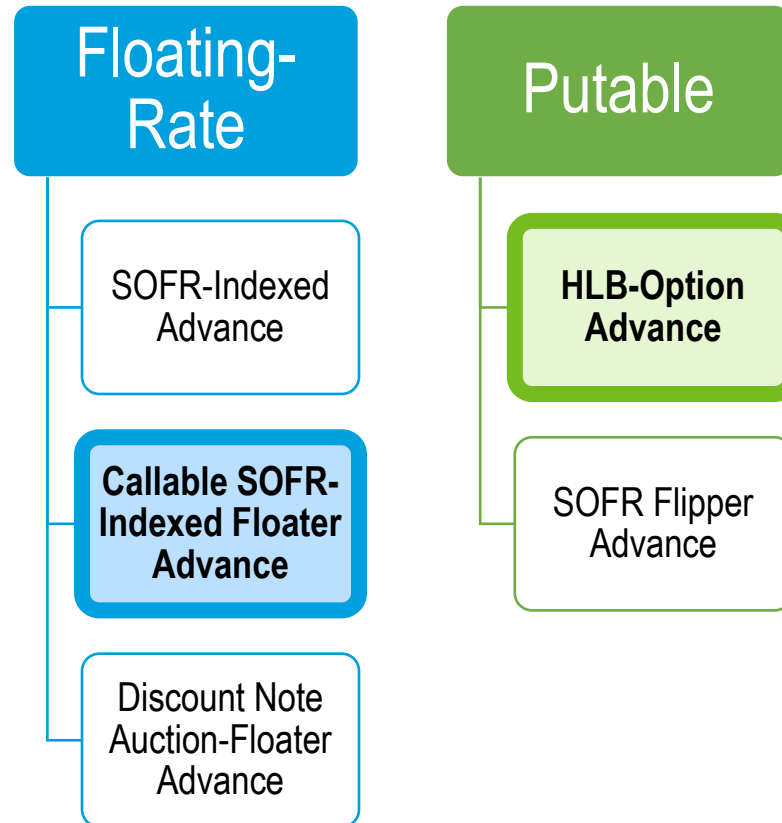 Floating-
Rate
SOFR-Indexed
Advance
Callable SOFR-
Indexed Floater
Advance
Discount Note
Auction-Floater
Advance
Putable
HLB-Option
Advance
SOFR Flipper
Advance